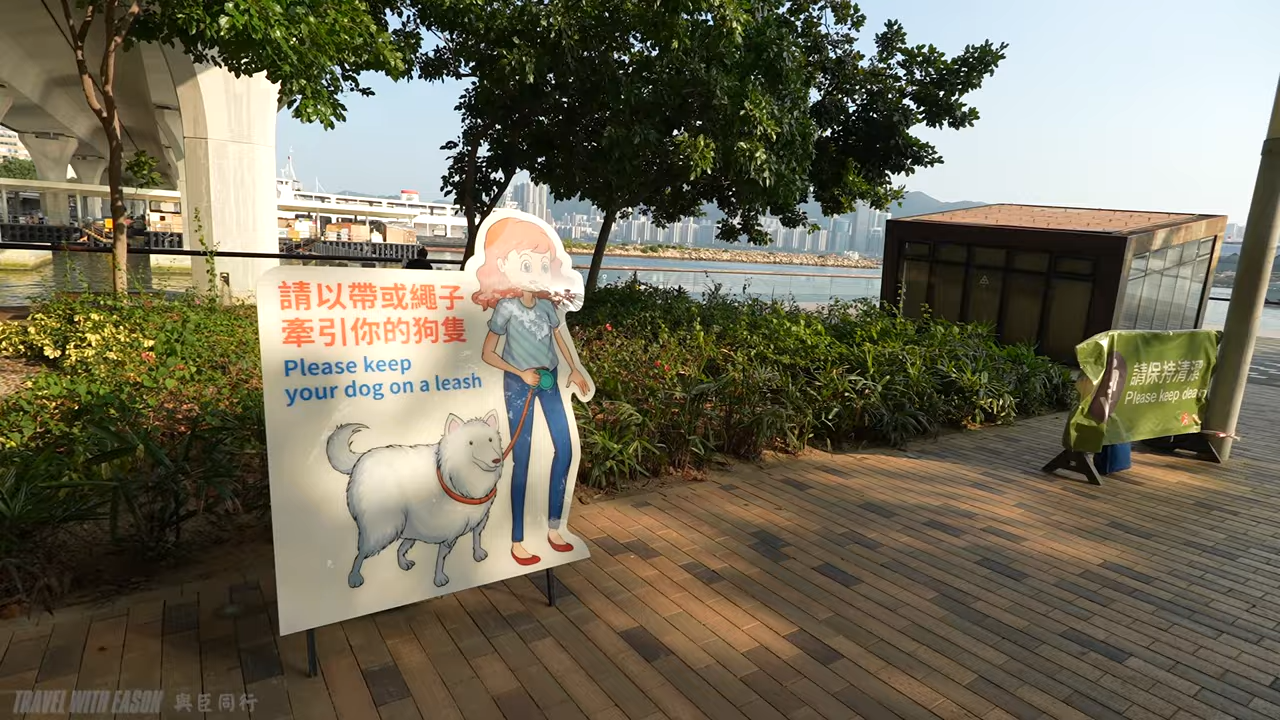 請以帶或繩子
牽引你的狗隻
Please keep
your dog on a leash
請保持清潔
Please keep clean
TRAVEL WITH EASON 與臣同行